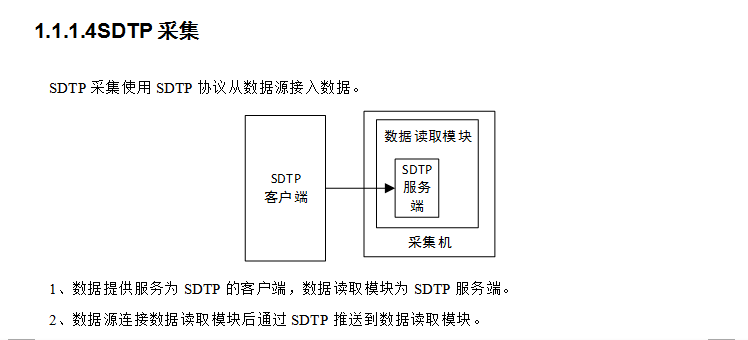 1.1.1.4SDTP 采集
SDTP 采集使用 SDTP 协议从数据源接入数据。
SDTP
客户端
数据读取模块
SDTP
服务
端
采集机
1、数据提供服务为 SDTP 的客户端，数据读取模块为 SDTP 服务端。
2、数据源连接数据读取模块后通过 SDTP 推送到数据读取模块。